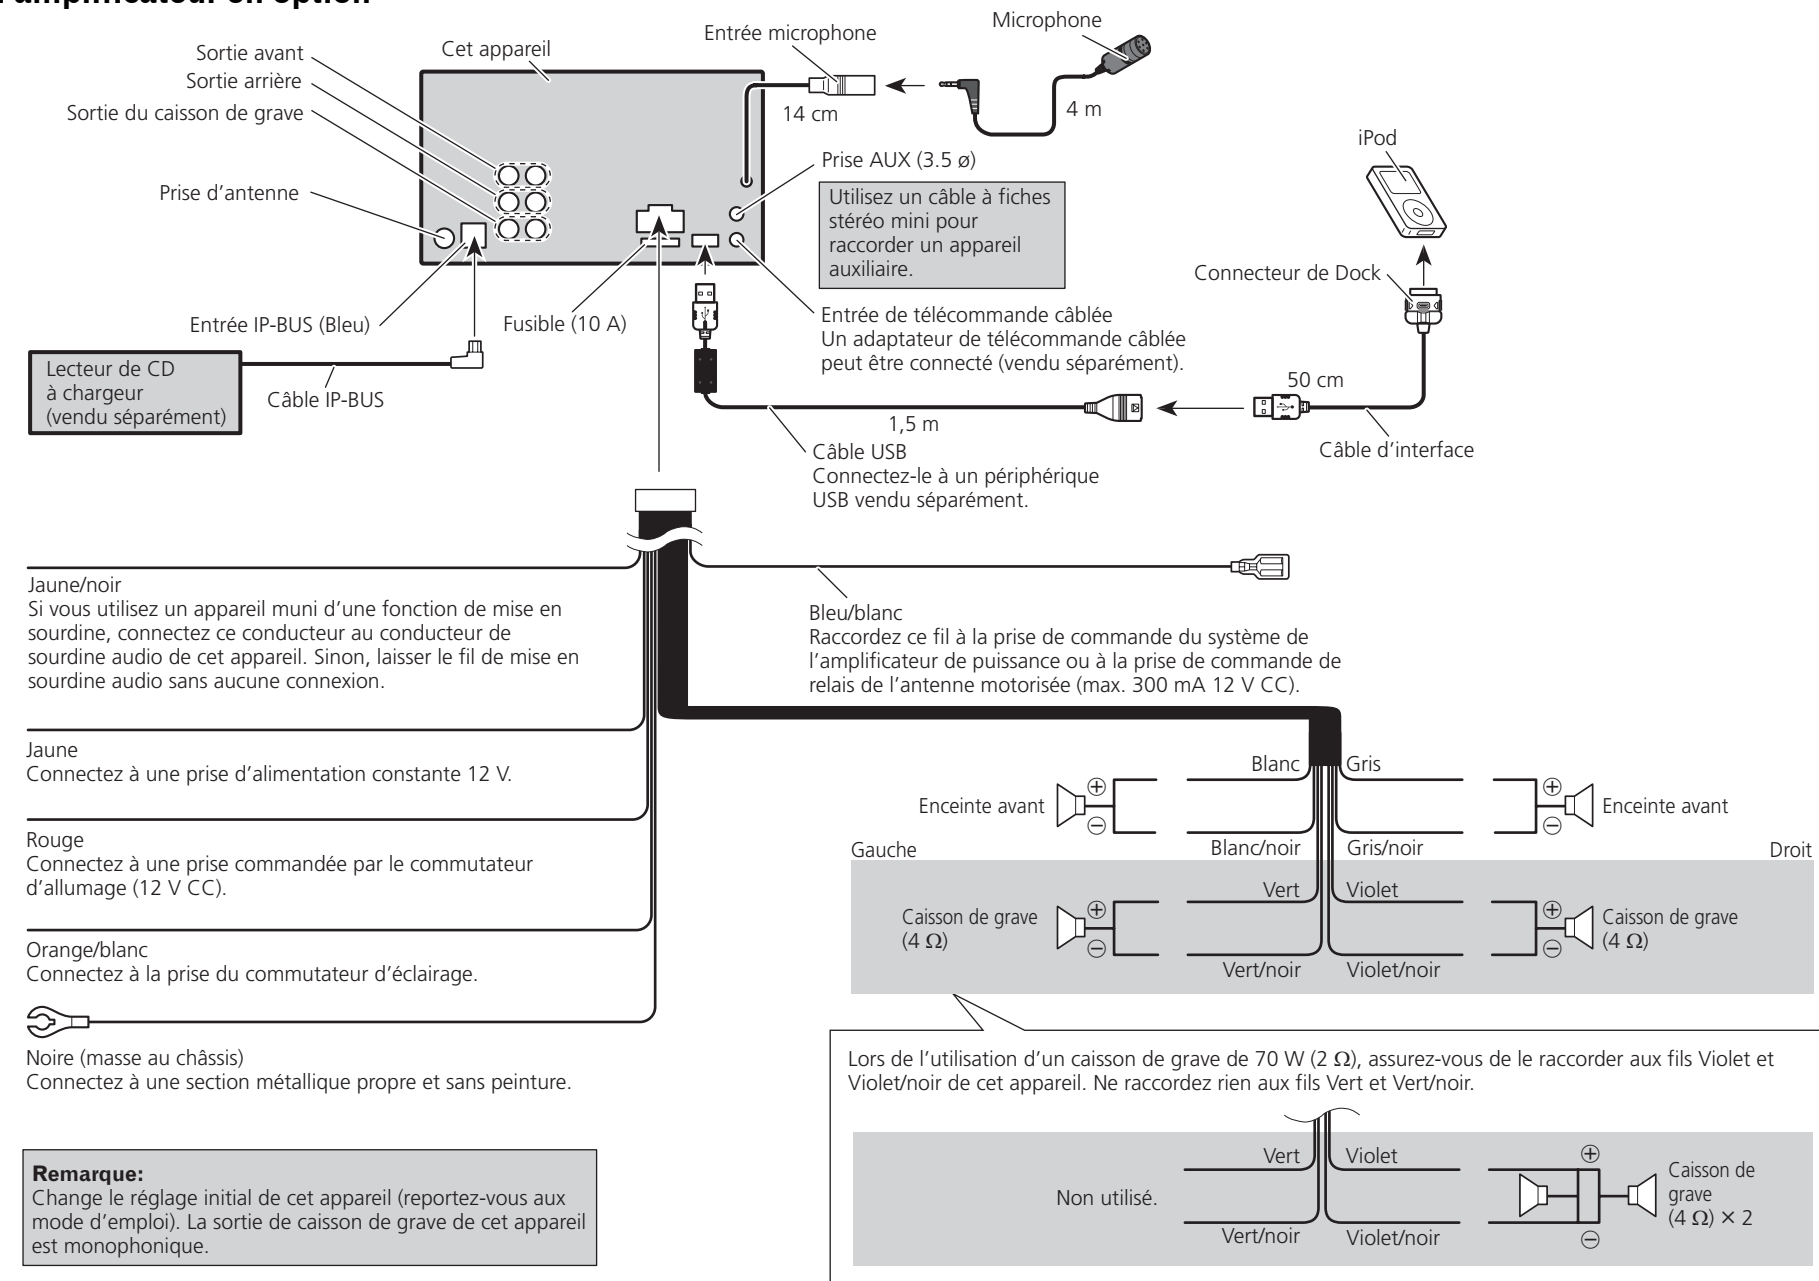 l'amplificateur en option
Sortie avant
Sortie arrière
Sortie du caisson de grave
Prise d'antenne
Cet appareil
Entrée microphone
14 cm
Microphone
4 m
Prise AUX (3.5 ø)
Utilisez un câble à fiches
stéréo mini pour
raccorder un appareil
auxiliaire.
iPod
Connecteur de Dock
Entrée IP-BUS (Bleu)
Fusible (10 A)
Entrée de télécommande câblée
Un adaptateur de télécommande câblée
peut être connecté (vendu séparément).
Lecteur de CD
à chargeur
(vendu séparément)
Câble IP-BUS
50 cm
1,5 m
Câble USB
Connectez-le à un périphérique
USB vendu séparément.
Câble d'interface
Jaune/noir
Si vous utilisez un appareil muni d'une fonction de mise en
sourdine, connectez ce conducteur au conducteur de
sourdine audio de cet appareil. Sinon, laisser le fil de mise en
sourdine audio sans aucune connexion.
Bleu/blanc
Raccordez ce fil à la prise de commande du système de
l'amplificateur de puissance ou à la prise de commande de
relais de l'antenne motorisée (max. 300 mA 12 V CC).
Jaune
Connectez à une prise d'alimentation constante 12 V.
Rouge
Connectez à une prise commandée par le commutateur
d'allumage (12 V CC).
Orange/blanc
Connectez à la prise du commutateur d'éclairage.
Noire (masse au châssis)
Connectez à une section métallique propre et sans peinture.
Blanc
Gris
Enceinte avant
⊕
⊖
⊕
⊖
Enceinte avant
Gauche
Blanc/noir
Gris/noir
Droit
Vert
Violet
Caisson de grave
(4 Ω)
⊕
⊖
⊕
⊖
Caisson de grave
(4 Ω)
Vert/noir
Violet/noir
Lors de l'utilisation d'un caisson de grave de 70 W (2 Ω), assurez-vous de le raccorder aux fils Violet et
Violet/noir de cet appareil. Ne raccordez rien aux fils Vert et Vert/noir.
Vert
Violet
Non utilisé.
⊕
⊖
Caisson de
grave
(4 Ω) × 2
Vert/noir
Violet/noir
Remarque:
Change le réglage initial de cet appareil (reportez-vous aux
mode d'emploi). La sortie de caisson de grave de cet appareil
est monophonique.